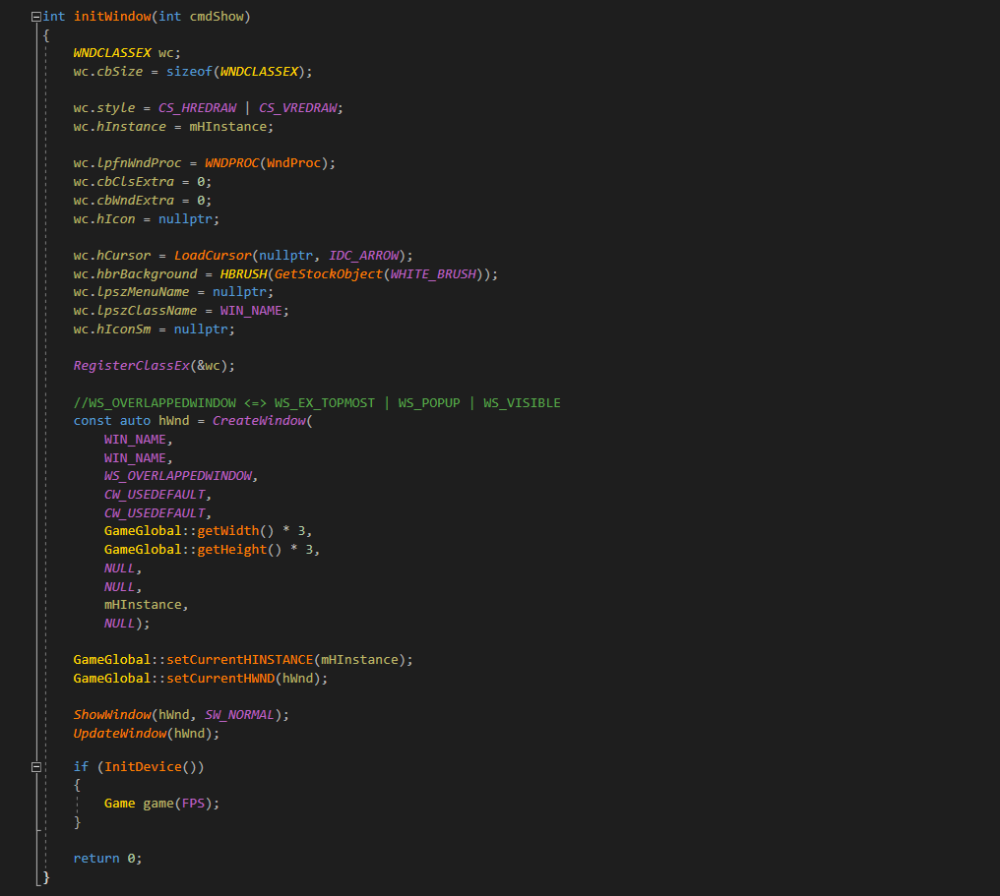 int initWindow(int cmdShow)
{
    WNDCLASSEX wc;
    wc.cbSize = sizeof(WNDCLASSEX);

    wc.style = CS_HREDRAW | CS_VREDRAW;
    wc.hInstance = mHInstance;

    wc.lpfnWndProc = WNDPROC(WndProc);
    wc.cbClsExtra = 0;
    wc.cbWndExtra = 0;
    wc.hIcon = nullptr;

    wc.hCursor = LoadCursor(nullptr, IDC_ARROW);
    wc.hbrBackground = HBRUSH(GetStockObject(WHITE_BRUSH));
    wc.lpszMenuName = nullptr;
    wc.lpszClassName = WIN_NAME;
    wc.hIconSm = nullptr;

    RegisterClassEx(&wc);

    //WS_OVERLAPPEDWINDOW <=> WS_EX_TOPMOST | WS_POPUP | WS_VISIBLE
    const auto hWnd = CreateWindow(
        WIN_NAME,
        WIN_NAME,
        WS_OVERLAPPEDWINDOW,
        CW_USEDEFAULT,
        CW_USEDEFAULT,
        GameGlobal::getWidth() * 3,
        GameGlobal::getHeight() * 3,
        NULL,
        NULL,
        mHInstance,
        NULL);

    GameGlobal::setCurrentHINSTANCE(mHInstance);
    GameGlobal::setCurrentHWND(hWnd);

    ShowWindow(hWnd, SW_NORMAL);
    UpdateWindow(hWnd);

    if (InitDevice())
    {
        Game game(FPS);
    }

    return 0;
}